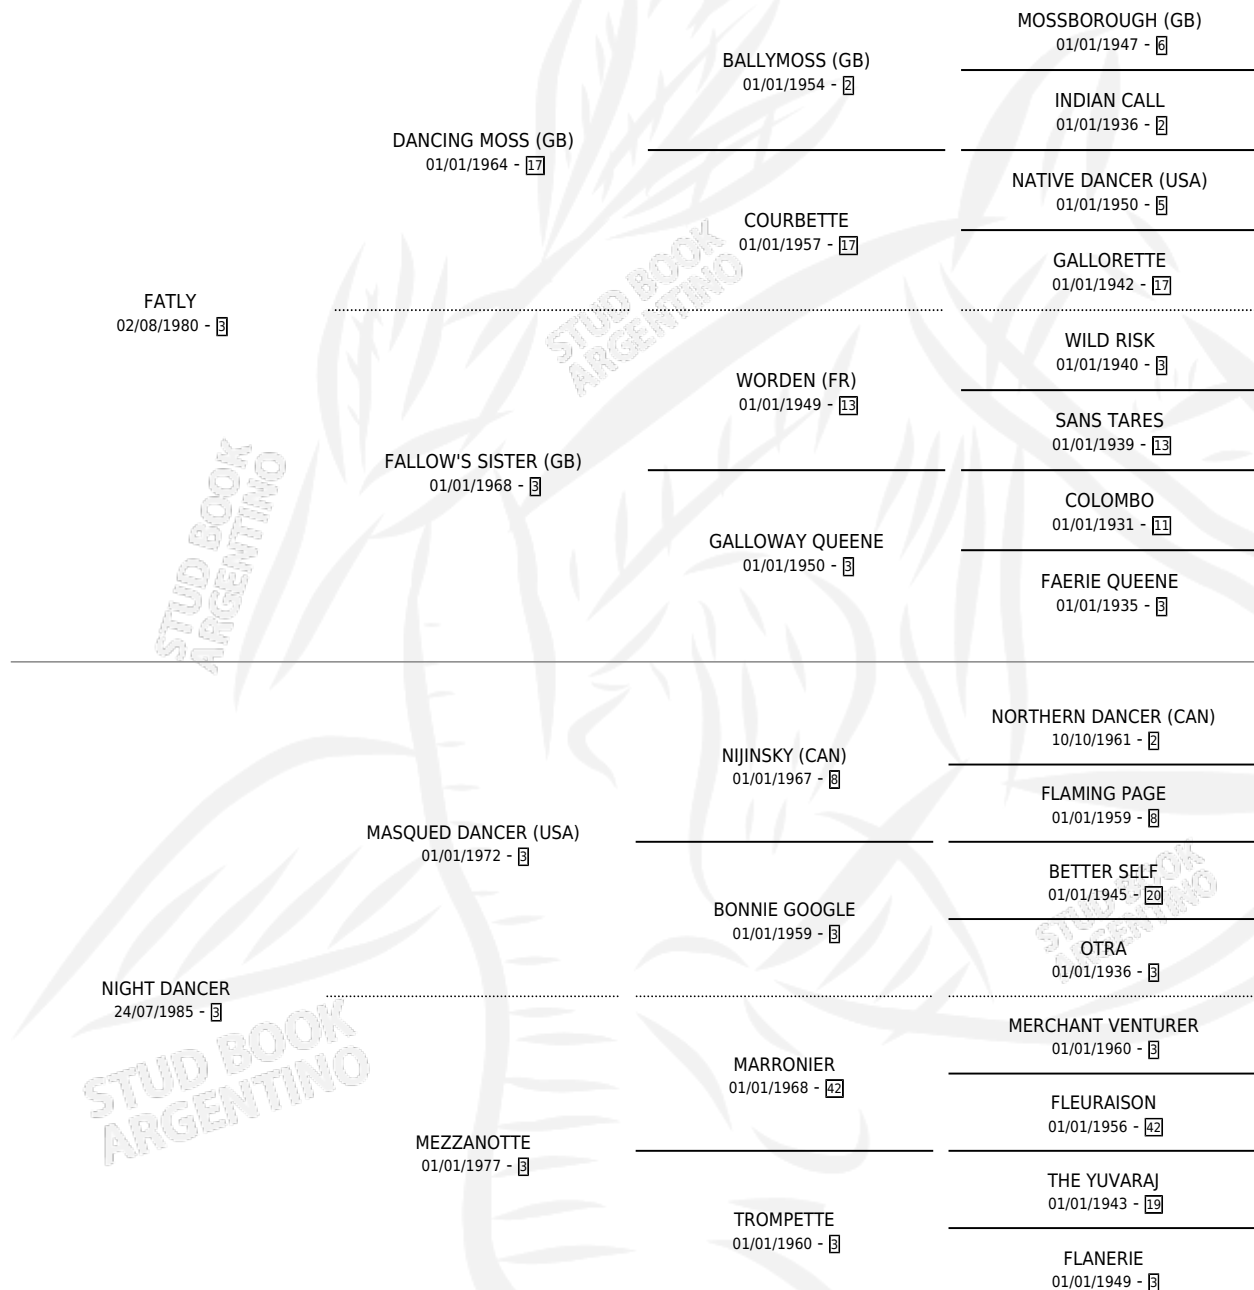 MOSSBOROUGH (GB)
01/01/1947 - 6
BALLYMOSS (GB)
01/01/1954 - 2
INDIAN CALL
01/01/1936 - 2
DANCING MOSS (GB)
01/01/1964 - 17
NATIVE DANCER (USA)
01/01/1950 - 5
COURBETTE
01/01/1957 - 17
GALLORETTE
01/01/1942 - 17
FATLY
02/08/1980 - 3
WILD RISK
01/01/1940 - 3
WORDEN (FR)
01/01/1949 - 13
SANS TARES
01/01/1939 - 13
FALLOW'S SISTER (GB)
01/01/1968 - 3
COLOMBO
01/01/1931 - 11
GALLOWAY QUEENE
01/01/1950 - 3
FAERIE QUEENE
01/01/1935 - 3
STUD BOOK
ARGENTINO
STUD BOOK
ARGENTINO
NORTHERN DANCER (CAN)
10/10/1961 - 2
NIJINSKY (CAN)
01/01/1967 - 8
FLAMING PAGE
01/01/1959 - 8
MASQUED DANCER (USA)
01/01/1972 - 3
BETTER SELF
01/01/1945 - 20
BONNIE GOOGLE
01/01/1959 - 3
OTRA
01/01/1936 - 3
STUD BOOK
ARGENTINO
NIGHT DANCER
24/07/1985 - 3
MERCHANT VENTURER
01/01/1960 - 3
MARRONIER
01/01/1968 - 42
FLEURAISON
01/01/1956 - 42
MEZZANOTTE
01/01/1977 - 3
THE YUVARAJ
01/01/1943 - 19
TROMPETTE
01/01/1960 - 3
FLANERIE
01/01/1949 - 3
STUD BOOK
ARGENTINO